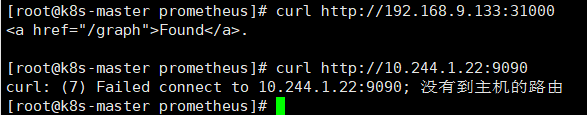 [root@k8s-master prometheus]# curl http://192.168.9.133:31000
<a href="/graph">Found</a>.
[root@k8s-master prometheus]# curl http://10.244.1.22:9090
curl: (7) Failed connect to 10.244.1.22:9090; 没有到主机的路由
[root@k8s-master prometheus]#